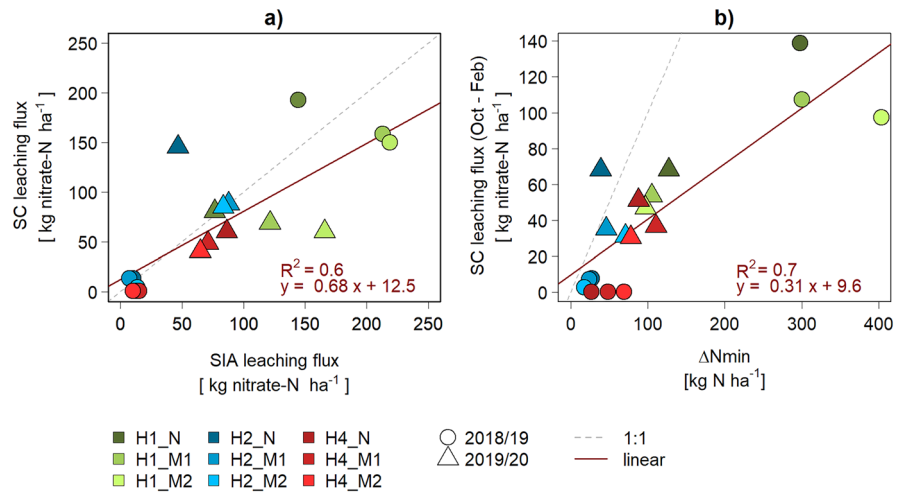 a)
SC leaching flux
[ kg nitrate-N ha⁻¹ ]
250
200
150
100
50
0
R² = 0.6
y = 0.68 x + 12.5
0 50 100 150 200 250
SIA leaching flux
[ kg nitrate-N ha⁻¹ ]
b)
SC leaching flux (Oct - Feb)
[ kg nitrate-N ha⁻¹ ]
140
120
100
80
60
40
20
0
R² = 0.7
y = 0.31 x + 9.6
0 100 200 300 400
ΔNmin
[kg N ha⁻¹]
H1_N H2_N H4_N 2018/19 1:1
H1_M1 H2_M1 H4_M1 2019/20 linear
H1_M2 H2_M2 H4_M2